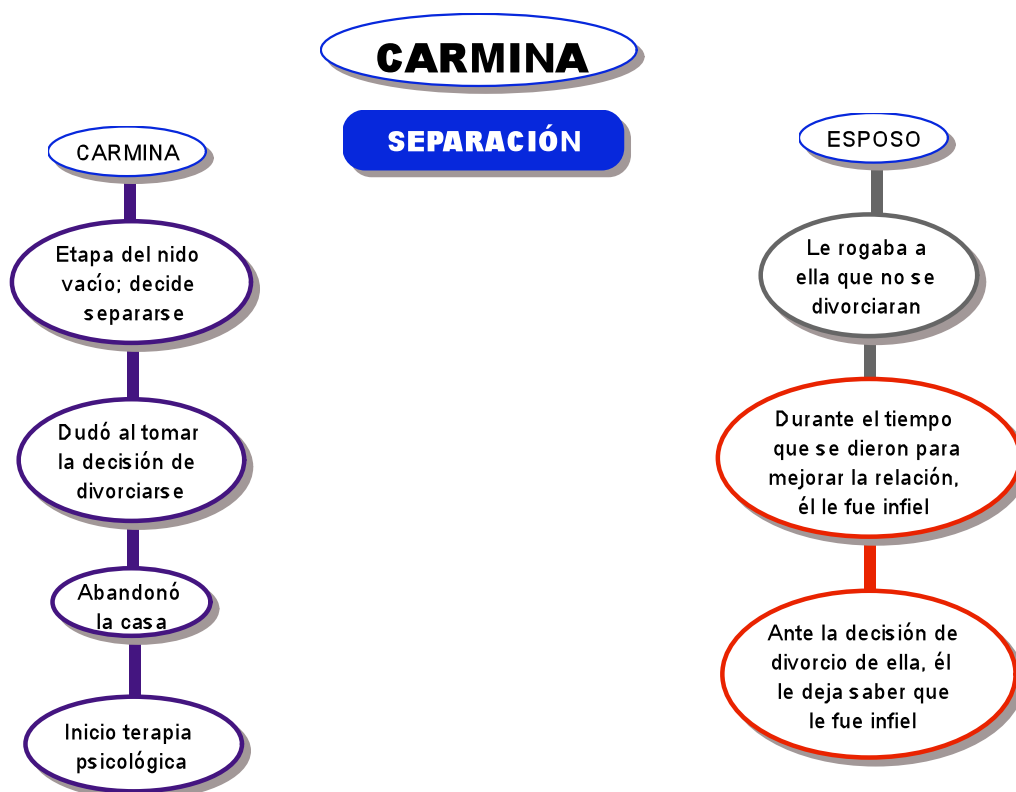 CARMINA
SEPARACIÓN
CARMINA
Etapa del nido
vacío; decide
separarse
Dudó al tomar
la decisión de
divorciarse
Abandonó
la casa
Inicio terapia
psicológica
ESPOSO
Le rogaba a
ella que no se
divorciaran
Durante el tiempo
que se dieron para
mejorar la relación,
él le fue infiel
Ante la decisión de
divorcio de ella, él
le deja saber que
le fue infiel